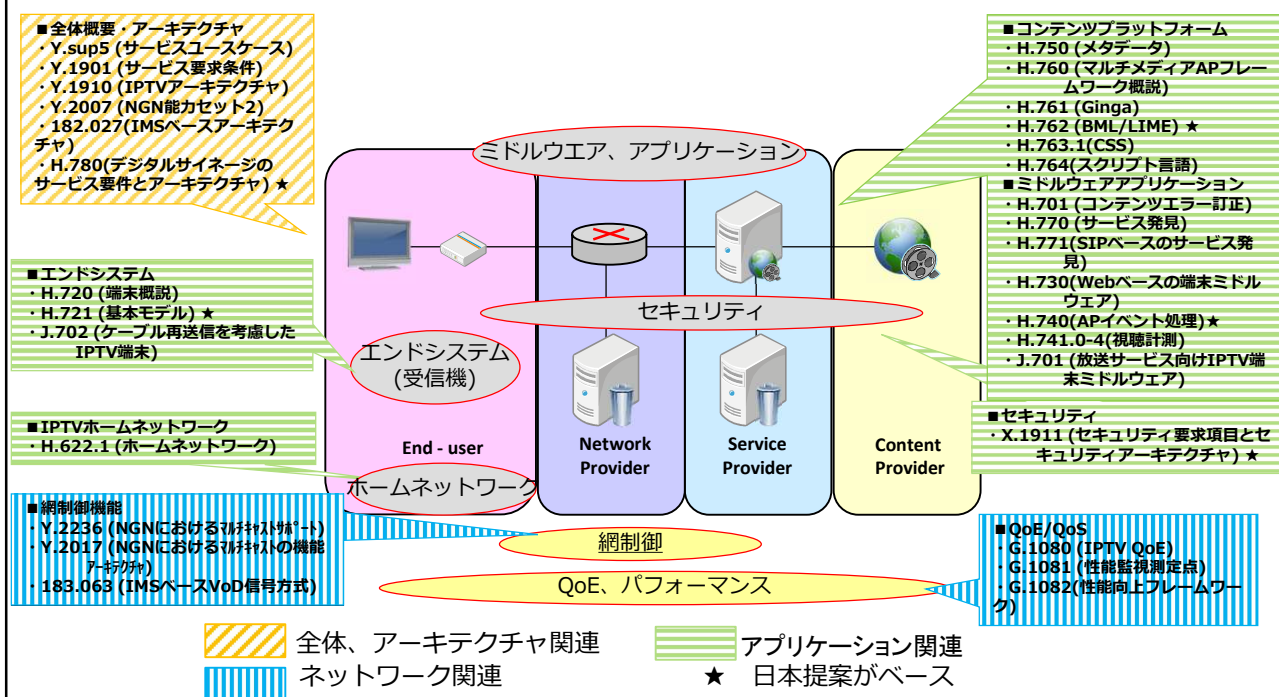 ■全体概要・アーキテクチャ
・Y.sup5 (サービスユースケース)
・Y.1901 (サービス要求条件)
・Y.1910 (IPTVアーキテクチャ)
・Y.2007 (NGN能力セット2)
・182.027(IMSベースアーキテク
チャ)
・H.780(デジタルサイネージの
サービス要件とアーキテクチャ) ★
■エンドシステム
・H.720 (端末概説)
・H.721 (基本モデル) ★
・J.702 (ケーブル再送信を考慮した
IPTV端末)
■IPTVホームネットワーク
・H.622.1 (ホームネットワーク)
■網制御機能
・Y.2236 (NGNにおけるﾏﾙﾁｷｬｽﾄｻﾎﾟｰﾄ)
・Y.2017 (NGNにおけるﾏﾙﾁｷｬｽﾄの機能
ｱｰｷﾃｸﾁｬ)
・183.063 (IMSベースVoD信号方式)
ミドルウエア、アプリケーション
セキュリティ
エンドシステム
(受信機)
End - user
Network
Provider
Service
Provider
Content
Provider
ホームネットワーク
網制御
QoE、パフォーマンス
■コンテンツプラットフォーム
・H.750 (メタデータ)
・H.760 (マルチメディアAPフレー
ムワーク概説)
・H.761 (Ginga)
・H.762 (BML/LIME) ★
・H.763.1(CSS)
・H.764(スクリプト言語)
■ミドルウェアアプリケーション
・H.701 (コンテンツエラー訂正)
・H.770 (サービス発見)
・H.771(SIPベースのサービス発
見)
・H.730(Webベースの端末ミドル
ウェア)
・H.740(APイベント処理)★
・H.741.0-4(視聴計測)
・J.701 (放送サービス向けIPTV端
末ミドルウェア)
■セキュリティ
・X.1911 (セキュリティ要求項目とセ
キュリティアーキテクチャ) ★
■QoE/QoS
・G.1080 (IPTV QoE)
・G.1081 (性能監視測定点)
・G.1082(性能向上フレームワー
ク)
全体、アーキテクチャ関連
アプリケーション関連
ネットワーク関連
★ 日本提案がベース